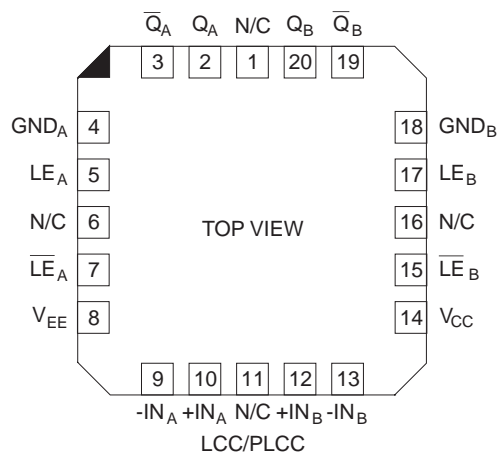 Q̅A QA N/C QB Q̅B
3 2 1 20 19
GNDA 4 18 GNDB
LEA 5 17 LEB
N/C 6 TOP VIEW 16 N/C
L̅E̅A 7 15 L̅E̅B
VEE 8 14 VCC
9 10 11 12 13
-INA +INA N/C +INB -INB
LCC/PLCC